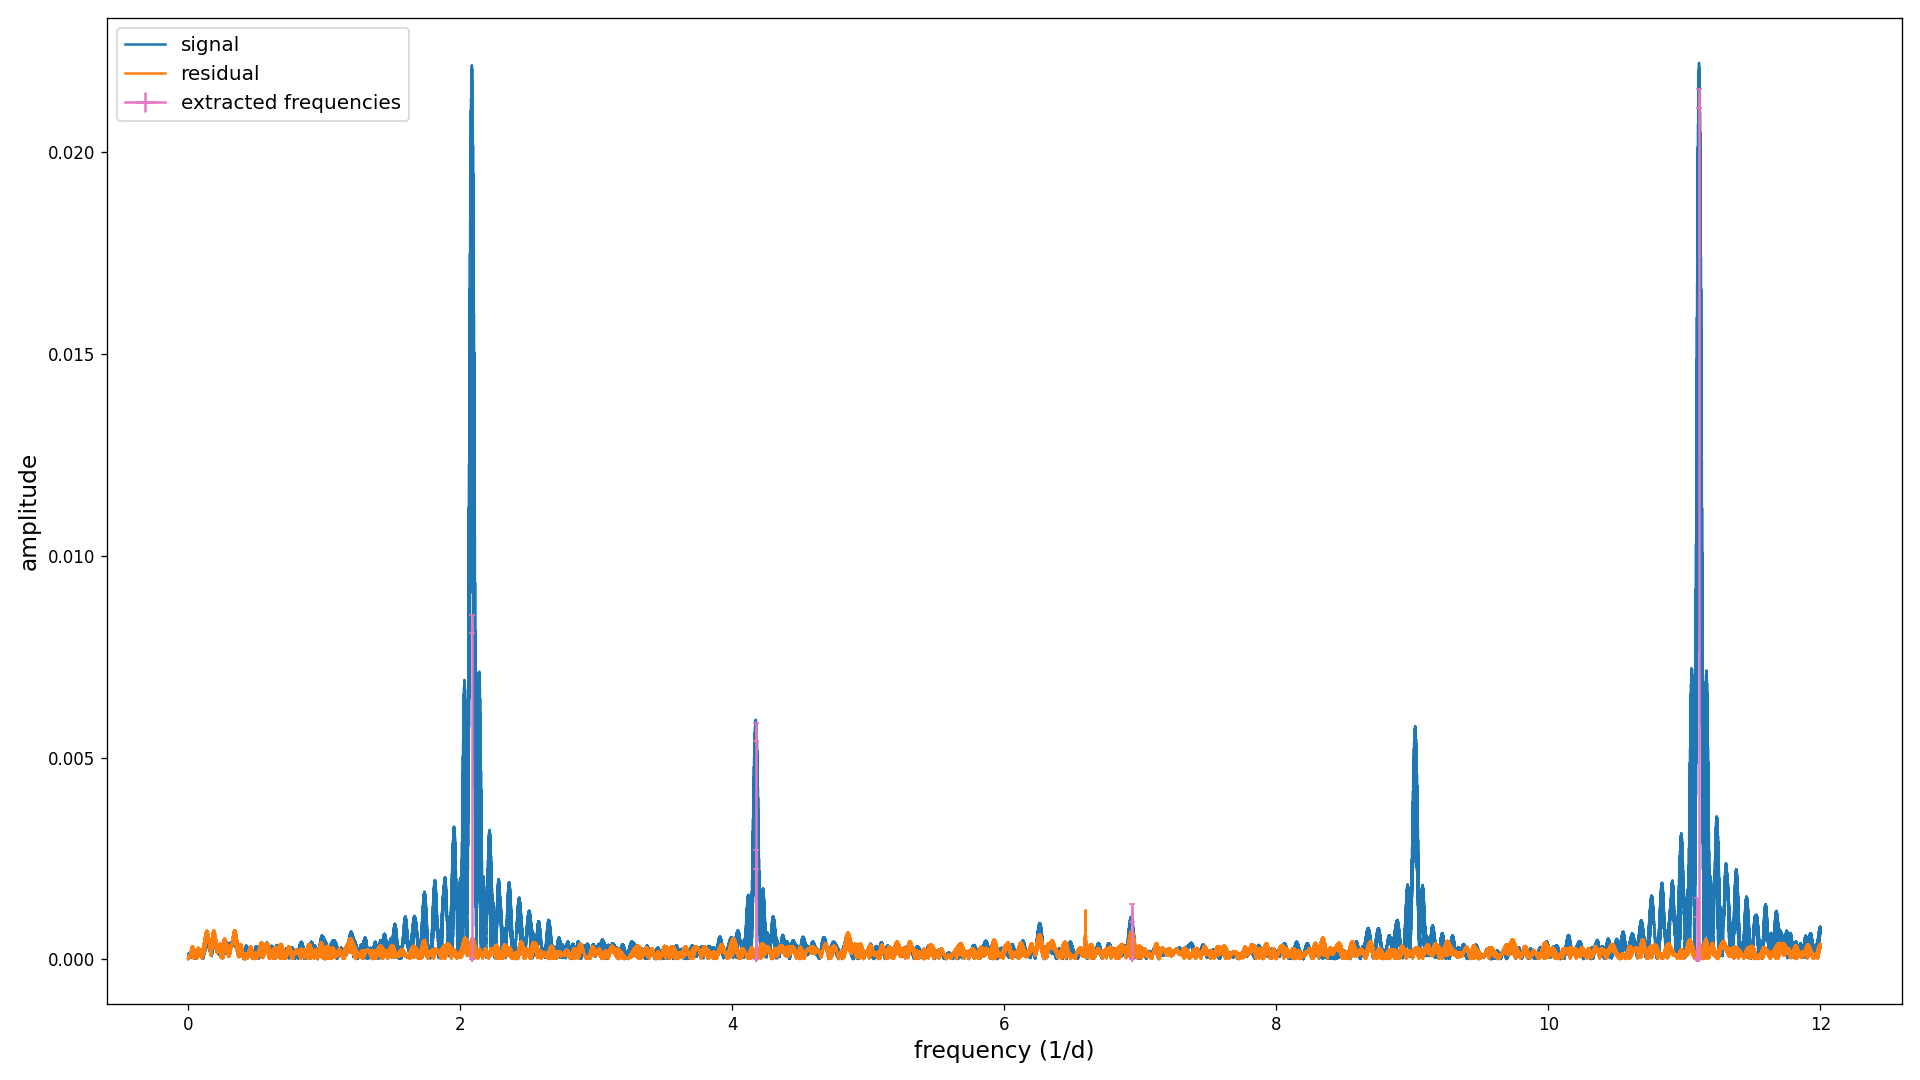 signal
residual
extracted frequencies
0.020
0.015
0.010
0.005
0.000
amplitude
0 2 4 6 8 10 12
frequency (1/d)